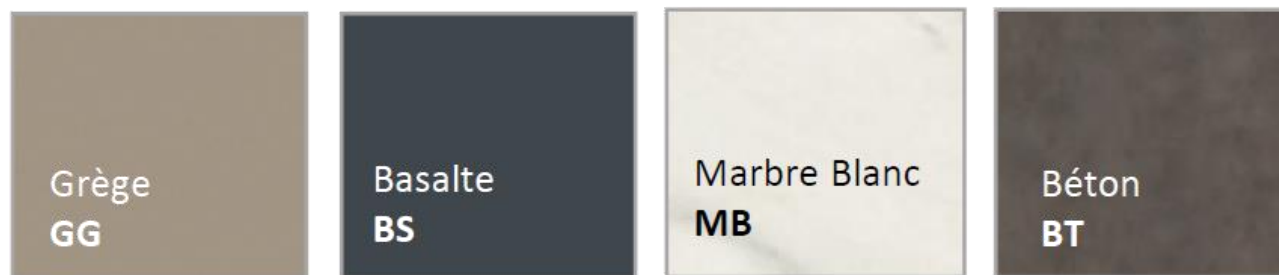 Grège
GG
Basalte
BS
Marbre Blanc
MB
Béton
BT